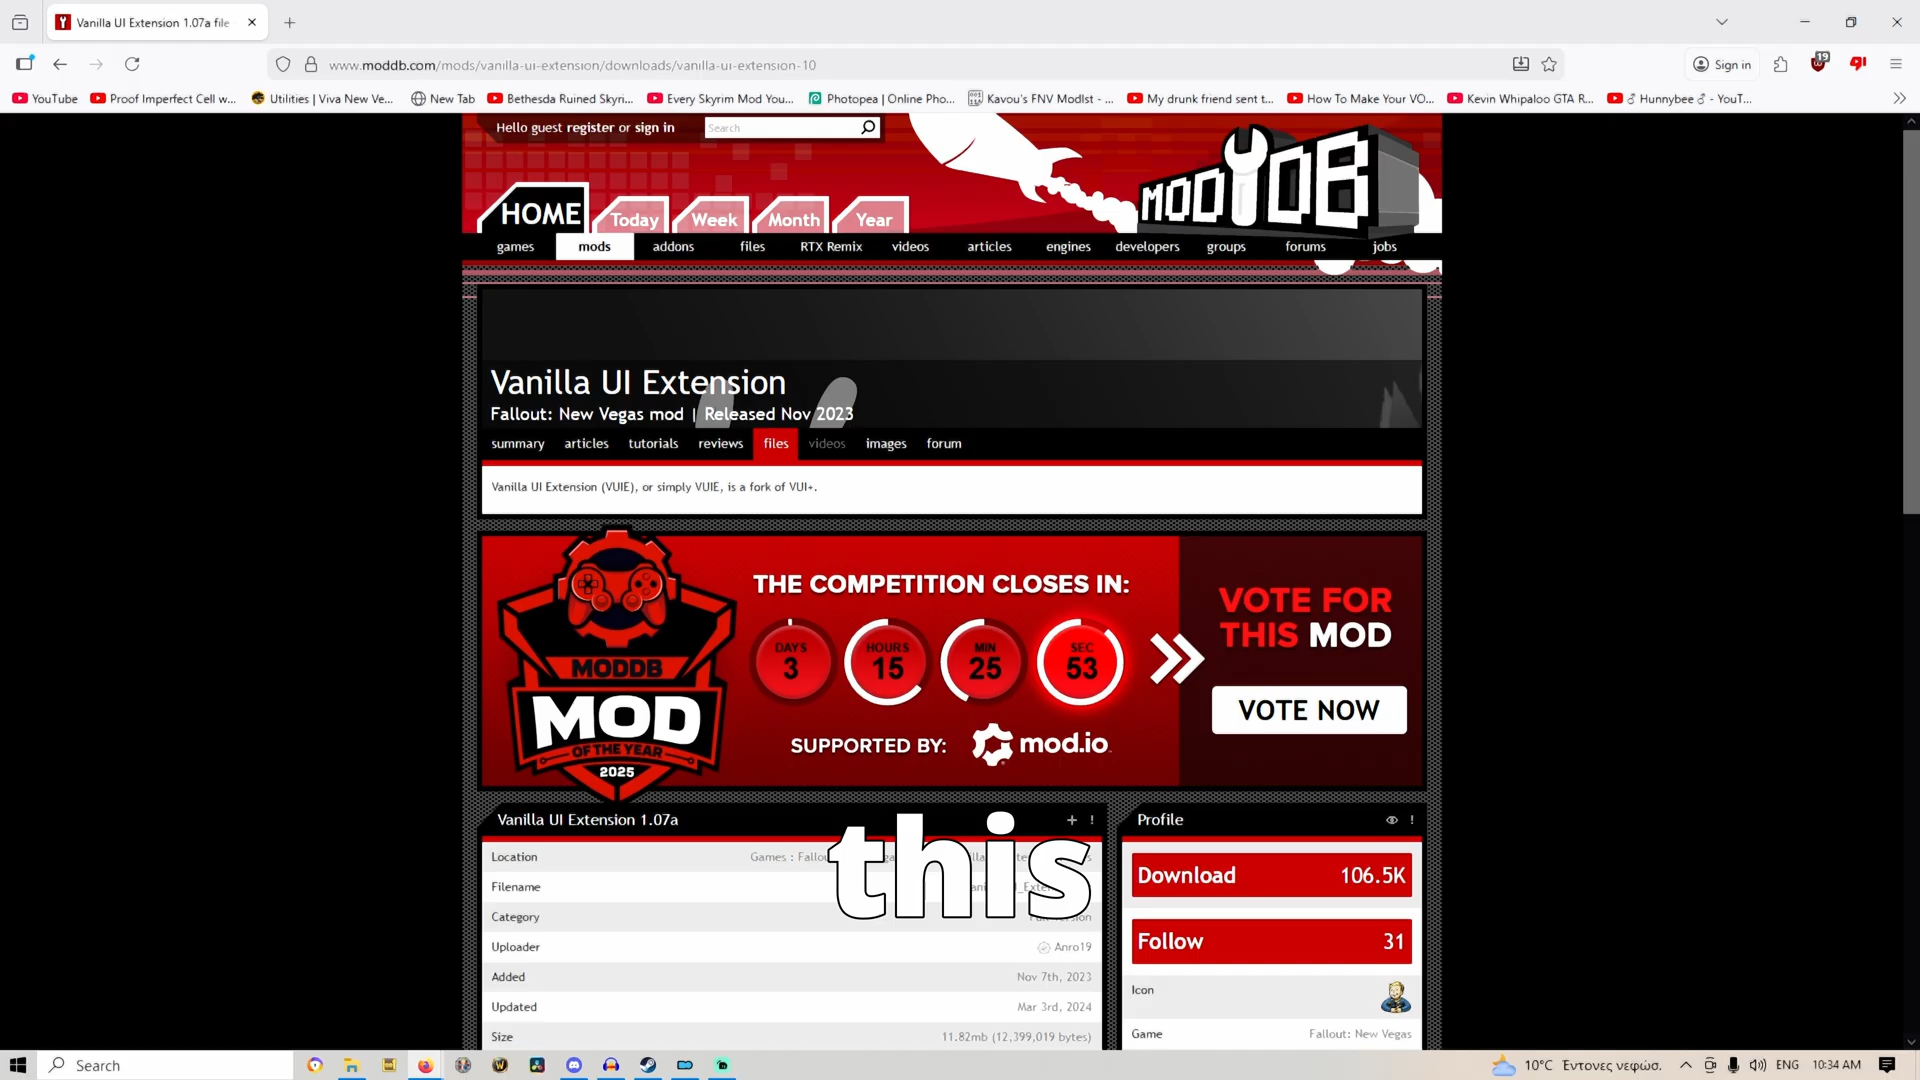 Vanilla UI Extension 1.07a file
www.moddb.com/mods/vanilla-ui-extension/downloads/vanilla-ui-extension-10
Sign in
19
YouTube
Proof Imperfect Cell w...
Utilities | Viva New Ve...
New Tab
Bethesda Ruined Skyri...
Every Skyrim Mod You...
Photopea | Online Pho...
Kavou's FNV Modlst - ...
My drunk friend sent t...
How To Make Your VO...
Kevin Whipaloo GTA R...
♂ Hunnybee ♂ - YouT...
Hello guest register or sign in
Search
MODDB
HOME
Today
Week
Month
Year
games
mods
addons
files
RTX Remix
videos
articles
engines
developers
groups
forums
jobs
Vanilla UI Extension
Fallout: New Vegas mod | Released Nov 2023
summary
articles
tutorials
reviews
files
videos
images
forum
Vanilla UI Extension (VUIE), or simply VUIE, is a fork of VUI+.
MODDB
MOD
OF THE YEAR
2025
THE COMPETITION CLOSES IN:
DAYS
3
HOURS
15
MIN
25
SEC
53
SUPPORTED BY: mod.io
VOTE FOR
THIS MOD
VOTE NOW
Vanilla UI Extension 1.07a
Location
Games :
Filename
Category
Uploader
Anro19
Added
Nov 7th, 2023
Updated
Mar 3rd, 2024
Size
11.82mb (12,399,019 bytes)
this
Profile
Download 106.5K
Follow 31
Icon
Game
Fallout: New Vegas
Search
10°C Έντονες νεφώσ.
ENG
10:34 AM